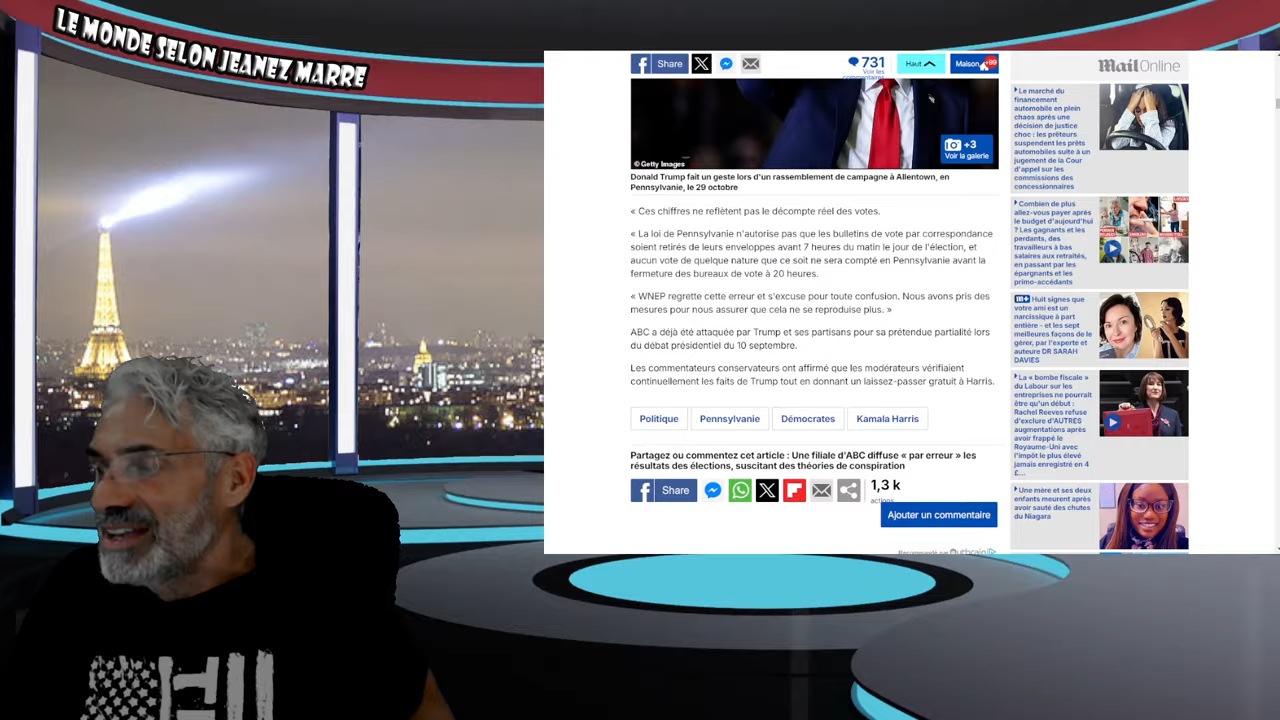 LE MONDE SELON JEANEZ MARRE
Share
731
Voir les
commentaires
Haut
Maison
+99
Mail Online
+3
Voir la galerie
© Getty Images
Donald Trump fait un geste lors d'un rassemblement de campagne à Allentown, en
Pennsylvanie, le 29 octobre
« Ces chiffres ne reflètent pas le décompte réel des votes.
« La loi de Pennsylvanie n'autorise pas que les bulletins de vote par correspondance
soient retirés de leurs enveloppes avant 7 heures du matin le jour de l'élection, et
aucun vote de quelque nature que ce soit ne sera compté en Pennsylvanie avant la
fermeture des bureaux de vote à 20 heures.
« WNEP regrette cette erreur et s'excuse pour toute confusion. Nous avons pris des
mesures pour nous assurer que cela ne se reproduise plus. »
ABC a déjà été attaquée par Trump et ses partisans pour sa prétendue partialité lors
du débat présidentiel du 10 septembre.
Les commentateurs conservateurs ont affirmé que les modérateurs vérifiaient
continuellement les faits de Trump tout en donnant un laissez-passer gratuit à Harris.
Politique
Pennsylvanie
Démocrates
Kamala Harris
Partagez ou commentez cet article : Une filiale d'ABC diffuse « par erreur » les
résultats des élections, suscitant des théories de conspiration
Share
1,3 k
actions
Ajouter un commentaire
Recommandé par Outbrain
Le marché du
financement
automobile en plein
chaos après une
décision de justice
choc : les prêteurs
suspendent les prêts
automobiles suite à un
jugement de la Cour
d'appel sur les
commissions des
concessionnaires
Combien de plus
allez-vous payer après
le budget d'aujourd'hui
? Les gagnants et les
perdants, des
travailleurs à bas
salaires aux retraités,
en passant par les
épargnants et les
primo-accédants
Huit signes que
votre ami est un
narcissique à part
entière - et les sept
meilleures façons de le
gérer, par l'experte et
auteure DR SARAH
DAVIES
La « bombe fiscale »
du Labour sur les
entreprises ne pourrait
être qu'un début :
Rachel Reeves refuse
d'exclure d'AUTRES
augmentations après
avoir frappé le
Royaume-Uni avec
l'impôt le plus élevé
jamais enregistré en 4
£...
Une mère et ses deux
enfants meurent après
avoir sauté des chutes
du Niagara